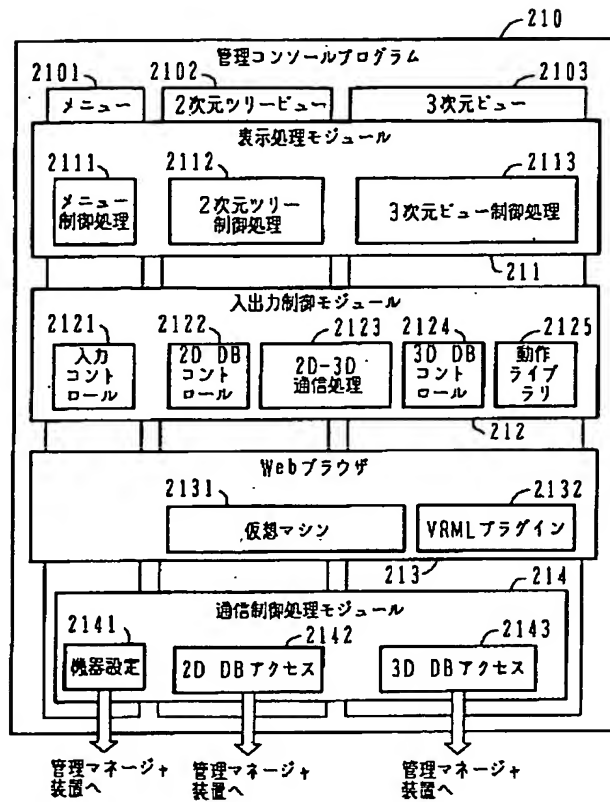 210
管理コンソールプログラム
2101
2102
2103
メニュー
2次元ツリービュー
3次元ビュー
表示処理モジュール
2111
2112
2113
メニュー
制御処理
2次元ツリー
制御処理
3次元ビュー制御処理
211
入出力制御モジュール
2121
2122
2123
2124
2125
入力
コント
ロール
2D DB
コント
ロール
2D-3D
通信処理
3D DB
コント
ロール
動作
ライブ
ラリ
212
Webブラウザ
2131
2132
仮想マシン
VRMLプラグイン
213
214
通信制御処理モジュール
2141
2142
2143
機器設定
2D DBアクセス
3D DBアクセス
管理マネージャ
装置へ
管理マネージャ
装置へ
管理マネージャ
装置へ